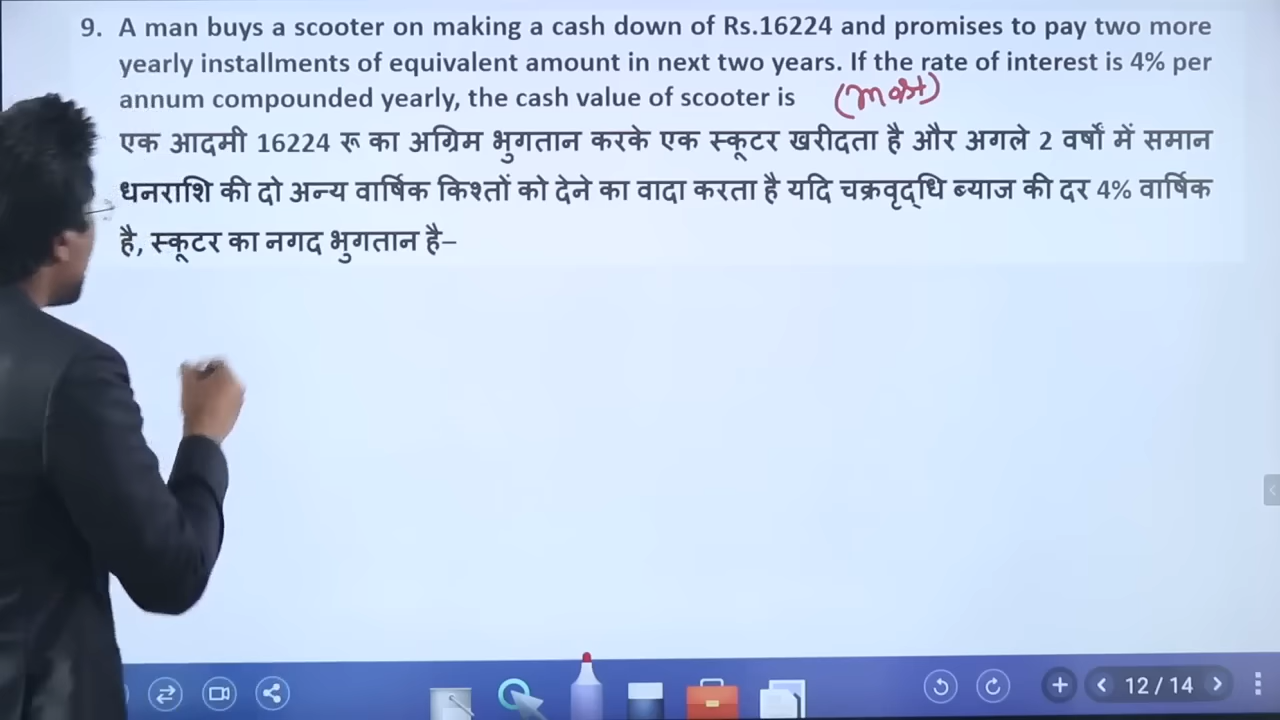 9. A man buys a scooter on making a cash down of Rs.16224 and promises to pay two more
yearly installments of equivalent amount in next two years. If the rate of interest is 4% per
annum compounded yearly, the cash value of scooter is (most)
एक आदमी 16224 रू का अग्रिम भुगतान करके एक स्कूटर खरीदता है और अगले 2 वर्षों में समान
धनराशि की दो अन्य वार्षिक किश्तों को देने का वादा करता है यदि चक्रवृद्धि ब्याज की दर 4% वार्षिक
है, स्कूटर का नगद भुगतान है–
12 / 14